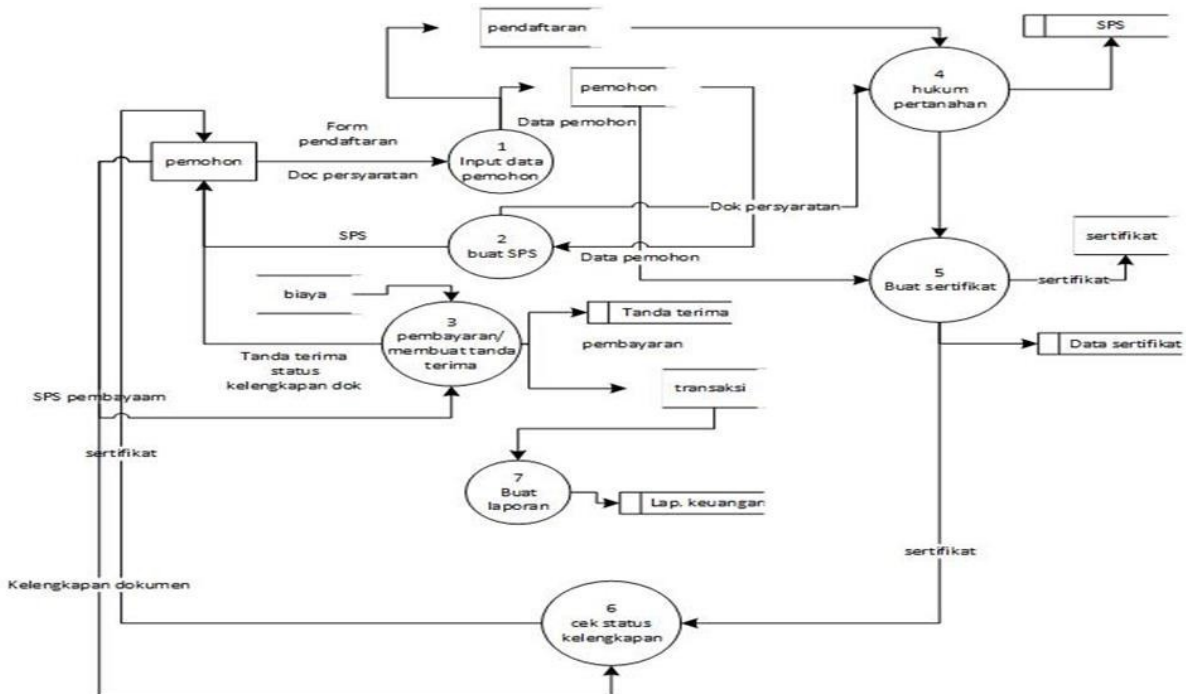 pendaftaran
SPS
4
hukum
pertanahan
pemohon
Data pemohon
Form
pendaftaran
Doc persyaratan
pemohon
1
Input data
pemohon
Dok persyaratan
SPS
2
buat SPS
Data pemohon
sertifikat
5
Buat sertifikat
sertifikat
biaya
3
pembayaran/
membuat tanda
terima
Tanda terima
pembayaran
Data sertifikat
Tanda terima
status
kelengkapan dok
transaksi
SPS pembayaam
sertifikat
7
Buat
laporan
Lap. keuangan
sertifikat
Kelengkapan dokumen
6
cek status
kelengkapan